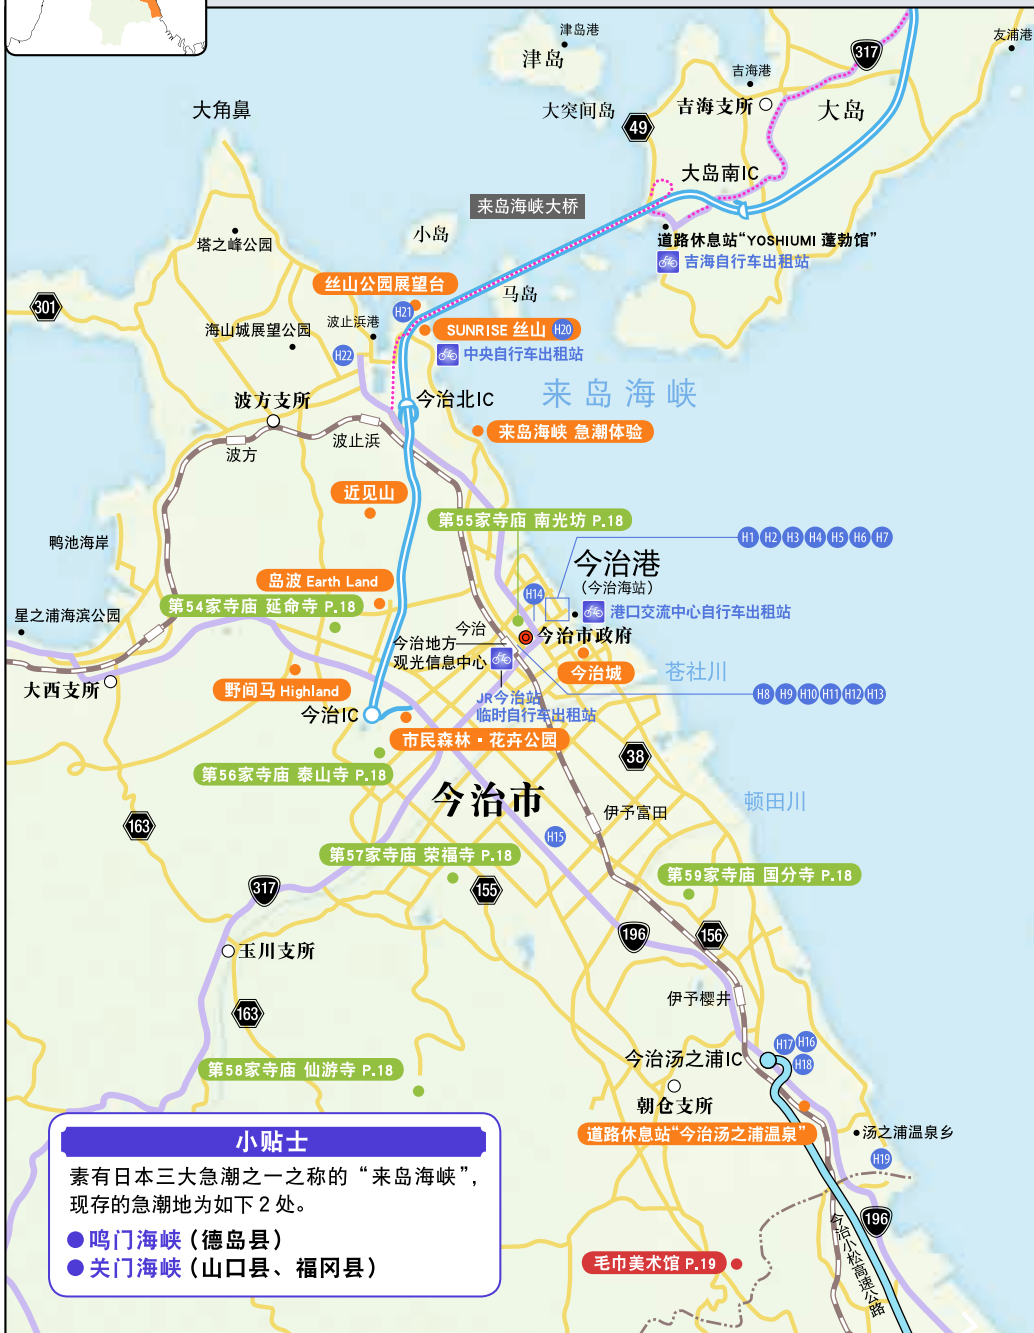 津岛港
津岛
友浦港
317
吉海港
吉海支所
大岛
大突间岛
49
大角鼻
大岛南IC
来岛海峡大桥
小岛
塔之峰公园
道路休息站“YOSHIUMI 蓬勃馆”
吉海自行车出租站
丝山公园展望台
马岛
301
H21
波止浜港
海山城展望公园
SUNRISE 丝山 H20
H22
中央自行车出租站
来岛海峡
波方支所
今治北IC
来岛海峡 急潮体验
波止浜
波方
近见山
第55家寺庙 南光坊 P.18
H1 H2 H3 H4 H5 H6 H7
鸭池海岸
今治港
(今治海站)
岛波 Earth Land
H14
第54家寺庙 延命寺 P.18
港口交流中心自行车出租站
星之浦海滨公园
今治
今治市政府
今治地方
观光信息中心
今治城
苍社川
大西支所
野间马 Highland
JR今治站
临时自行车出租站
H8 H9 H10 H11 H12 H13
今治IC
市民森林・花卉公园
38
第56家寺庙 泰山寺 P.18
今治市
顿田川
伊予富田
163
H15
第57家寺庙 荣福寺 P.18
第59家寺庙 国分寺 P.18
317
155
196
156
玉川支所
伊予樱井
163
H17 H16
今治汤之浦IC
H18
第58家寺庙 仙游寺 P.18
朝仓支所
道路休息站“今治汤之浦温泉”
汤之浦温泉乡
H19
196
今治小松高速公路
毛巾美术馆 P.19
小贴士
素有日本三大急潮之一之称的“来岛海峡”，
现存的急潮地为如下2处。
●鸣门海峡（德岛县）
●关门海峡（山口县、福冈县）